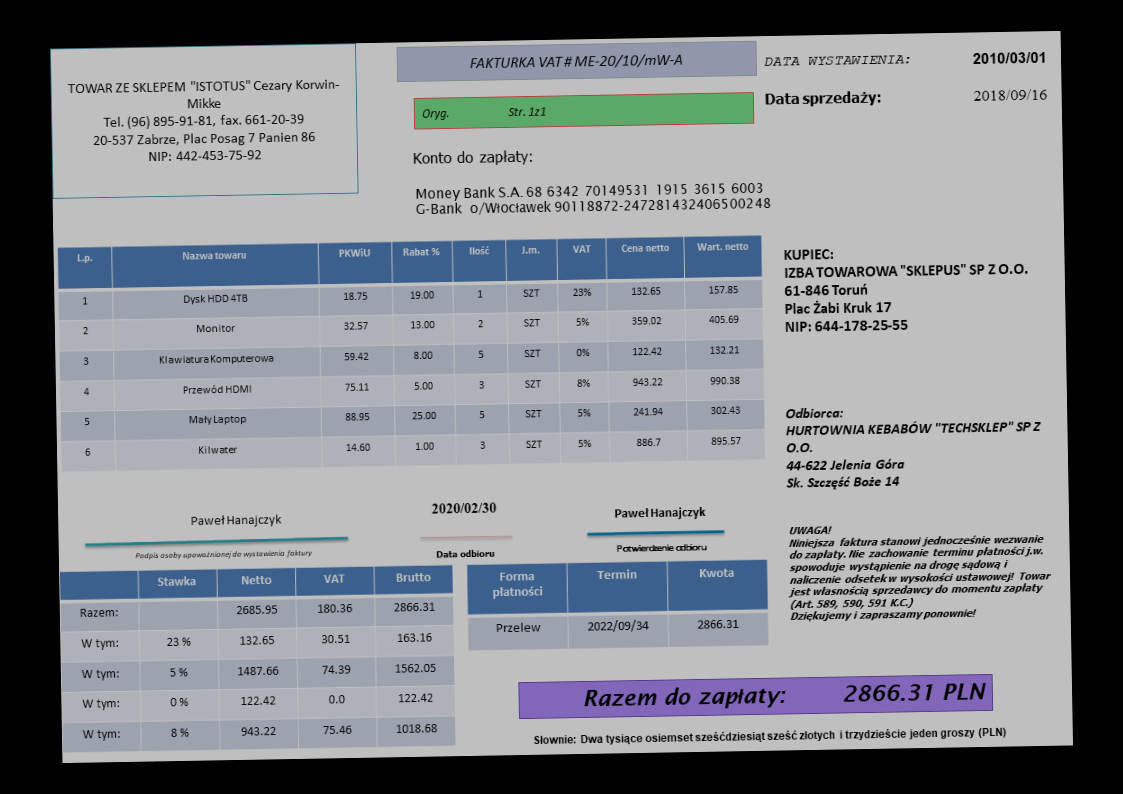 TOWAR ZE SKLEPEM "ISTOTUS" Cezary Korwin-
Mikke
Tel. (96) 895-91-81, fax. 661-20-39
20-537 Zabrze, Plac Posag 7 Panien 86
NIP: 442-453-75-92
FAKTURKA VAT # ME-20/10/mW-A
Oryg. Str. 1z1
DATA WYSTAWIENIA: 2010/03/01
Data sprzedaży: 2018/09/16
Konto do zapłaty:
Money Bank S.A. 68 6342 70149531 1915 3615 6003
G-Bank o/Włocławek 90118872-247281432406500248
L.p. Nazwa towaru PKWiU Rabat % Ilość J.m. VAT Cena netto Wart. netto
1 Dysk HDD 4TB 18.75 19.00 1 SZT 23% 132.65 157.85
2 Monitor 32.57 13.00 2 SZT 5% 359.02 405.69
3 Klawiatura Komputerowa 59.42 8.00 5 SZT 0% 122.42 132.21
4 Przewód HDMI 75.11 5.00 3 SZT 8% 943.22 990.38
5 Mały Laptop 88.95 25.00 5 SZT 5% 241.94 302.43
6 Kilwater 14.60 1.00 3 SZT 5% 886.7 895.57
KUPIEC:
IZBA TOWAROWA "SKLEPUS" SP Z O.O.
61-846 Toruń
Plac Żabi Kruk 17
NIP: 644-178-25-55
Odbiorca:
HURTOWNIA KEBABÓW "TECHSKLEP" SP Z
O.O.
44-622 Jelenia Góra
Sk. Szczęść Boże 14
Paweł Hanajczyk
Podpis osoby upoważnionej do wystawienia faktury
2020/02/30
Data odbioru
Paweł Hanajczyk
Potwierdzenie odbioru
UWAGA!
Niniejsza faktura stanowi jednocześnie wezwanie
do zapłaty. Nie zachowanie terminu płatności j.w.
spowoduje wystąpienie na drogę sądową i
naliczenie odsetek w wysokości ustawowej! Towar
jest własnością sprzedawcy do momentu zapłaty
(Art. 589, 590, 591 K.C.)
Dziękujemy i zapraszamy ponownie!
Stawka Netto VAT Brutto
Razem: 2685.95 180.36 2866.31
W tym: 23 % 132.65 30.51 163.16
W tym: 5 % 1487.66 74.39 1562.05
W tym: 0 % 122.42 0.0 122.42
W tym: 8 % 943.22 75.46 1018.68
Forma płatności Termin Kwota
Przelew 2022/09/34 2866.31
Razem do zapłaty: 2866.31 PLN
Słownie: Dwa tysiące osiemset sześćdziesiąt sześć złotych i trzydzieście jeden groszy (PLN)